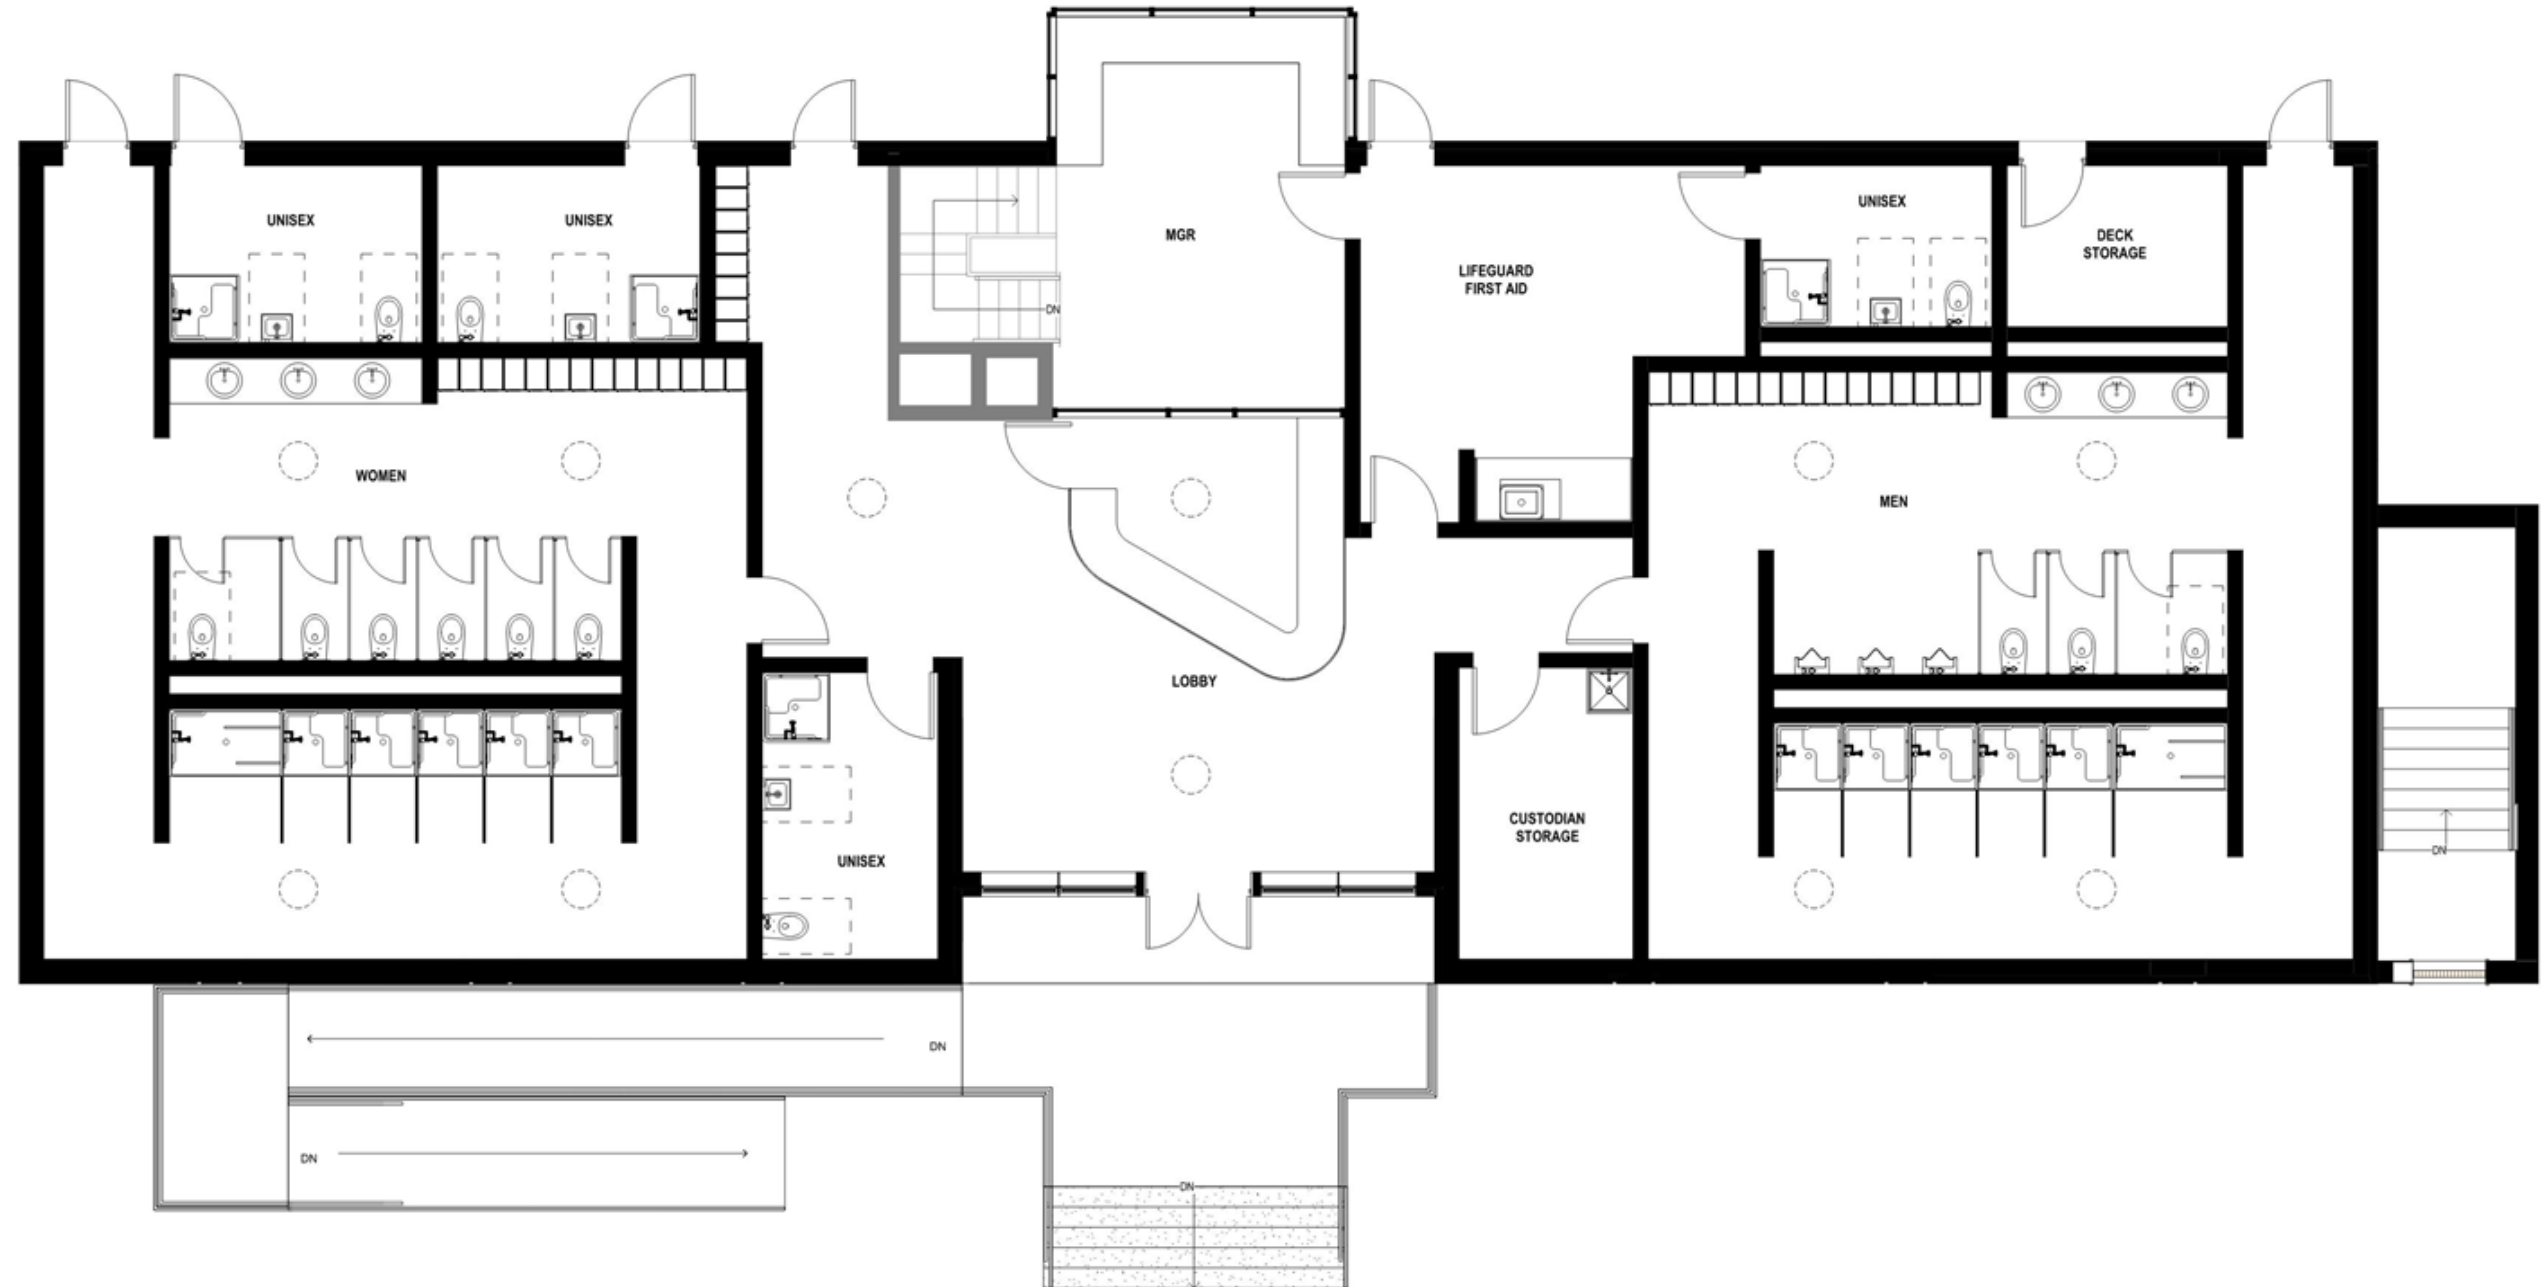 UNISEX
UNISEX
UNISEX
MGR
DECK
STORAGE
LIFEGUARD
FIRST AID
DN
WOMEN
MEN
LOBBY
CUSTODIAN
STORAGE
UNISEX
DN
DN
DN
DN